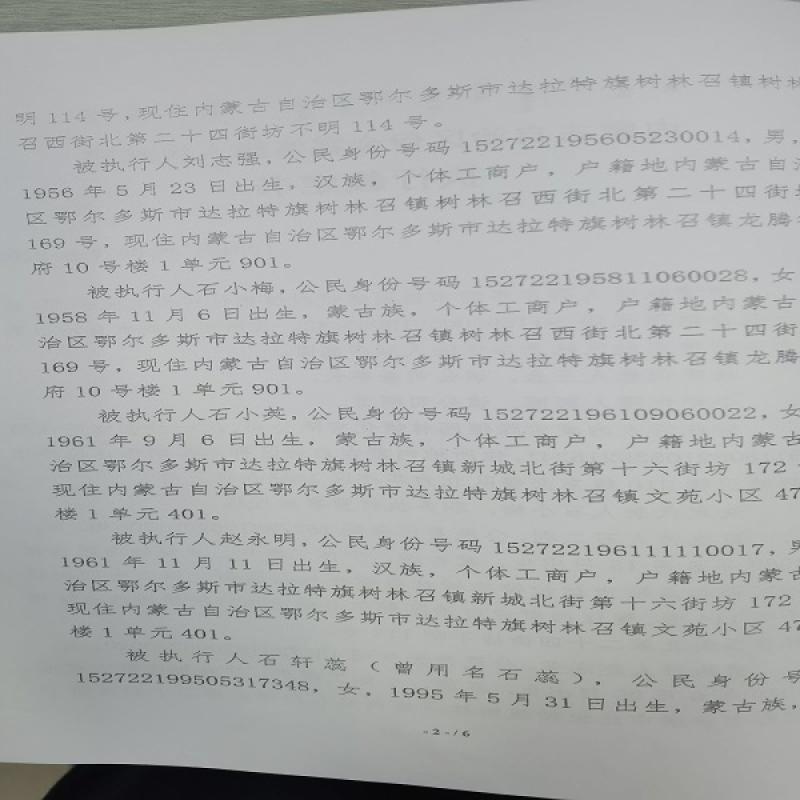 明 114 号,现住内蒙古自治区鄂尔多斯市达拉特旗树林召镇树林
召西街北第二十四街坊不明 114 号。
被执行人刘志强,公民身份号码 152722195605230014,男,
1956 年 5 月 23 日出生,汉族,个体工商户,户籍地内蒙古自治
区鄂尔多斯市达拉特旗树林召镇树林召西街北第二十四街坊
169 号,现住内蒙古自治区鄂尔多斯市达拉特旗树林召镇龙腾
府 10 号楼 1 单元 901。
被执行人石小梅,公民身份号码 152722195811060028,女
1958 年 11 月 6 日出生,蒙古族,个体工商户,户籍地内蒙古
治区鄂尔多斯市达拉特旗树林召镇树林召西街北第二十四街
169 号,现住内蒙古自治区鄂尔多斯市达拉特旗树林召镇龙腾
府 10 号楼 1 单元 901。
被执行人石小英,公民身份号码 152722196109060022,女
1961 年 9 月 6 日出生,蒙古族,个体工商户,户籍地内蒙古
治区鄂尔多斯市达拉特旗树林召镇新城北街第十六街坊 172
现住内蒙古自治区鄂尔多斯市达拉特旗树林召镇文苑小区 47
楼 1 单元 401。
被执行人赵永明,公民身份号码 152722196111110017,男
1961 年 11 月 11 日出生,汉族,个体工商户,户籍地内蒙古
治区鄂尔多斯市达拉特旗树林召镇新城北街第十六街坊 172
现住内蒙古自治区鄂尔多斯市达拉特旗树林召镇文苑小区 47
楼 1 单元 401。
被执行人石轩蕊(曾用名石蕊),公民身份号
152722199505317348,女,1995 年 5 月 31 日出生,蒙古族,
- 2 - / 6